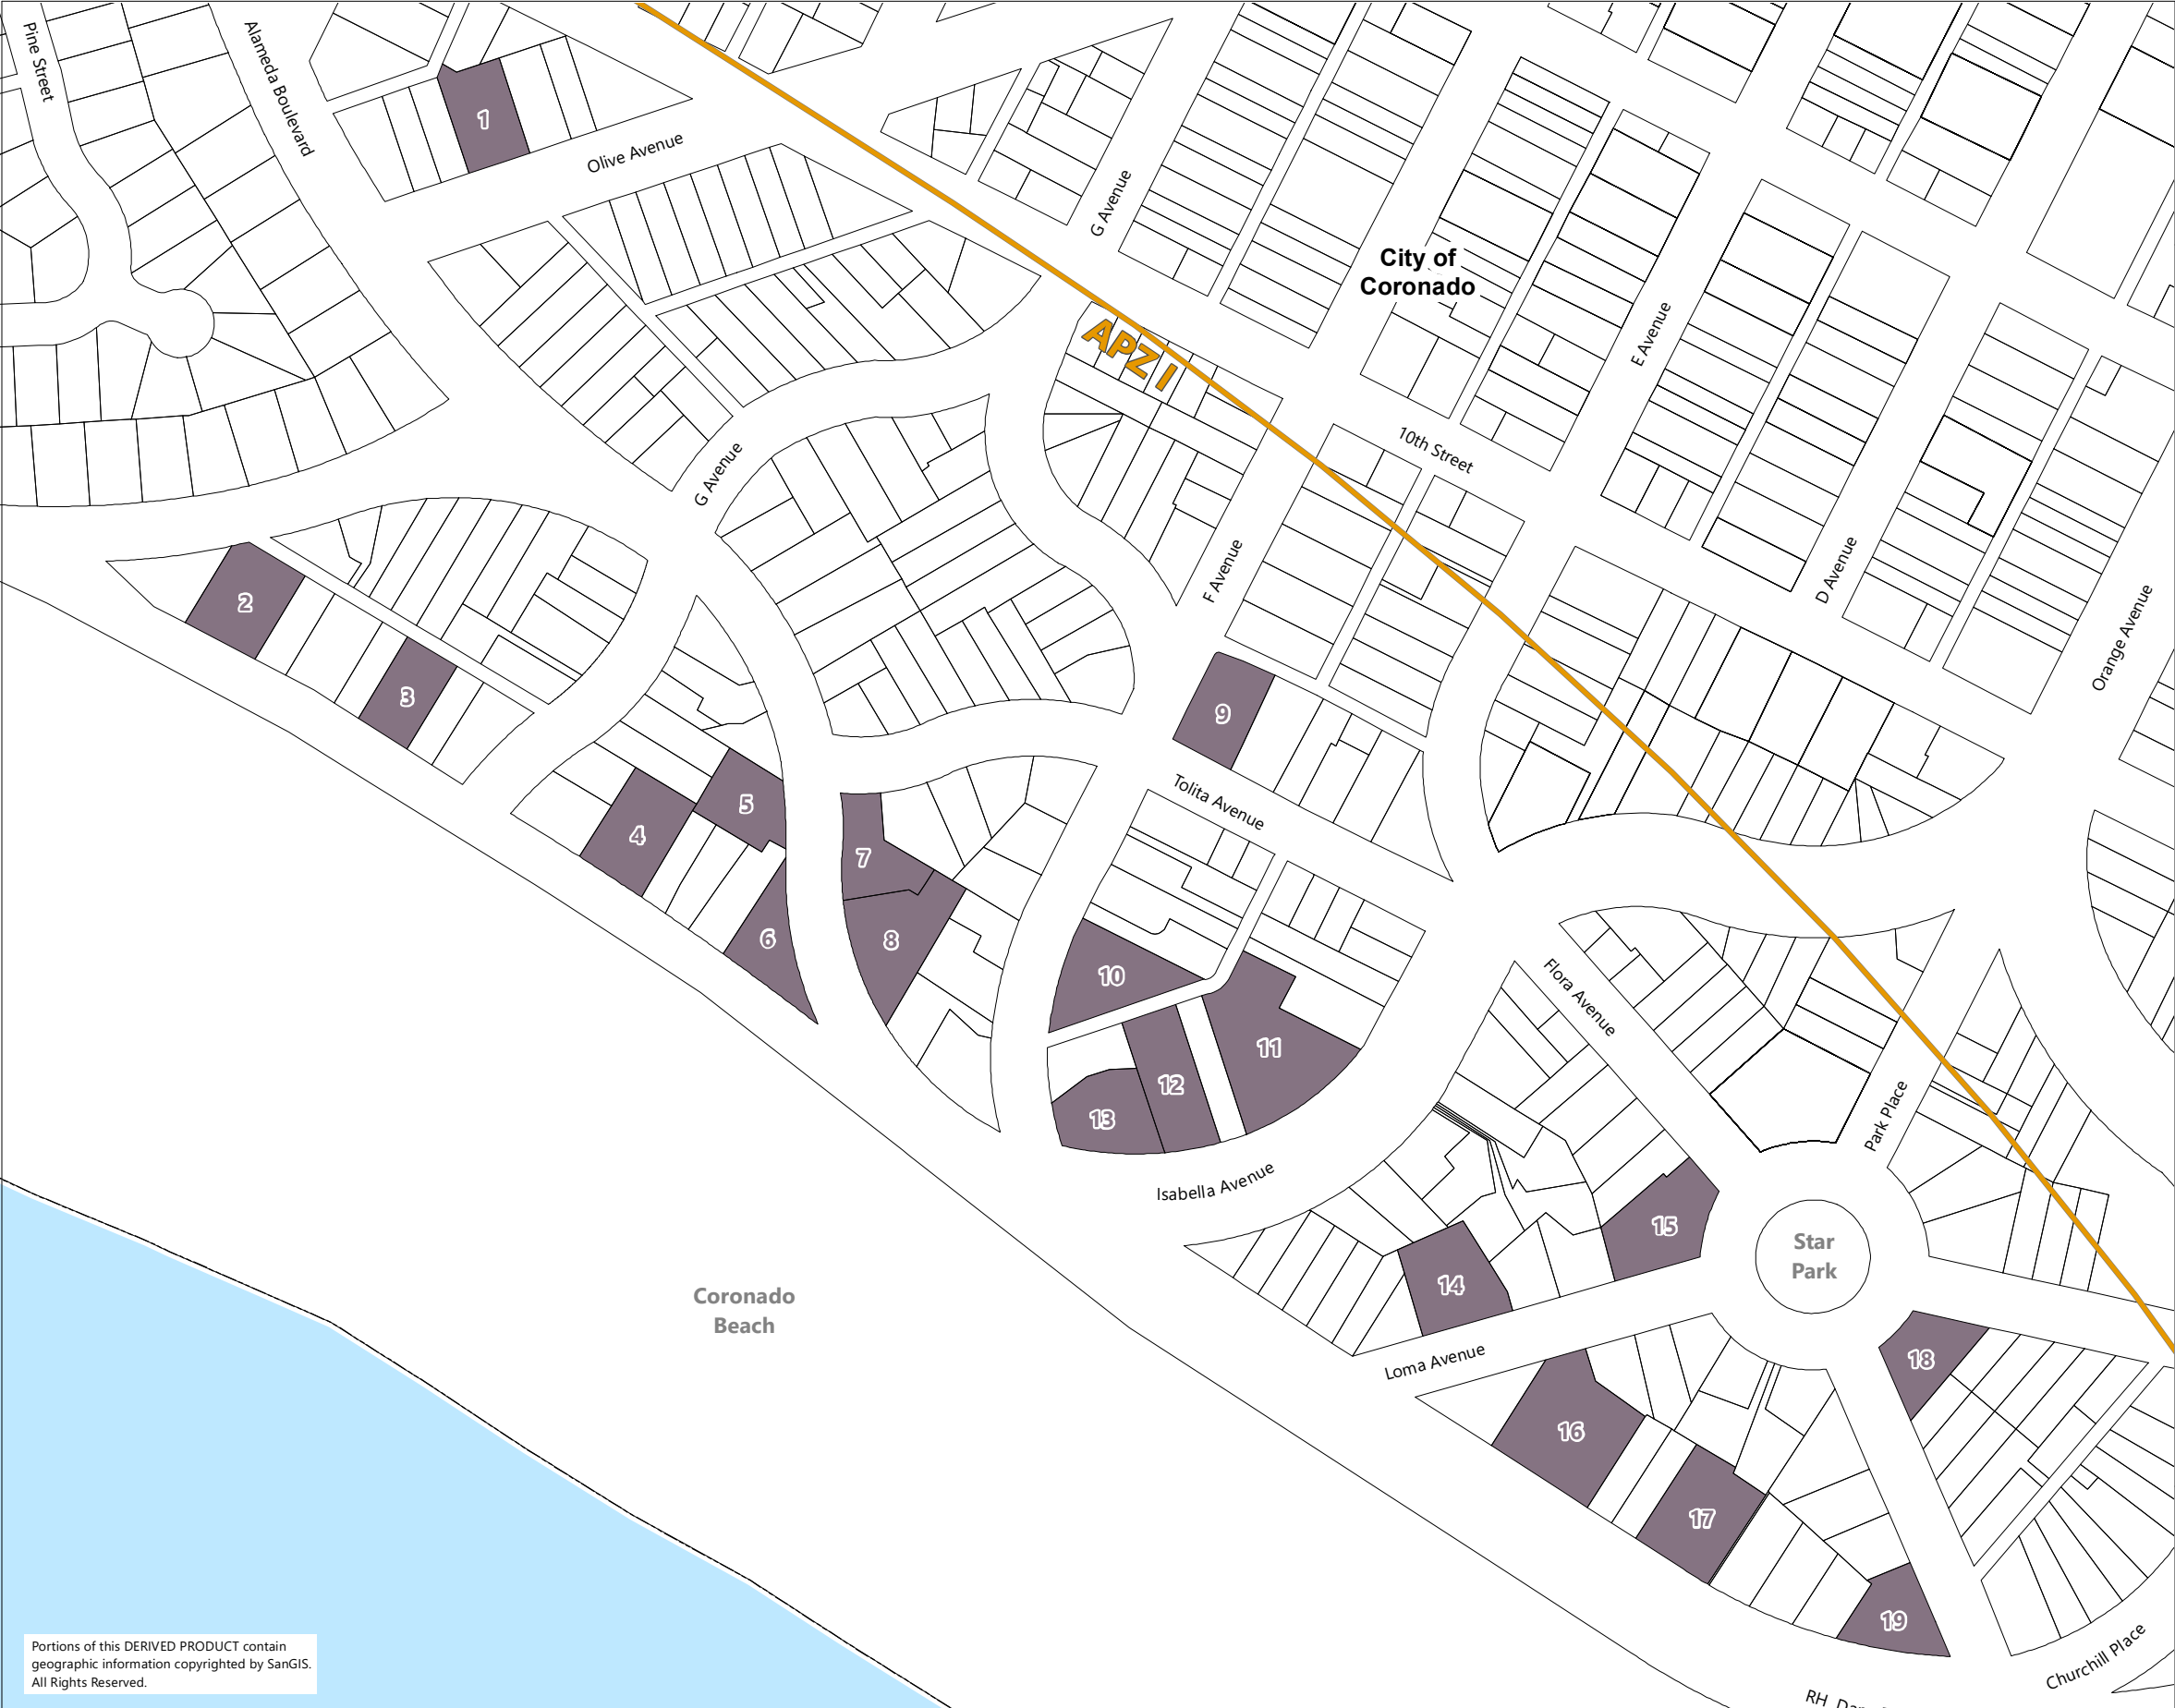 Pine Street
Alameda Boulevard
1
Olive Avenue
G Avenue
City of
Coronado
APZ I
E Avenue
10th Street
G Avenue
F Avenue
D Avenue
Orange Avenue
2
3
4
5
6
7
8
9
Tolita Avenue
10
11
12
13
Flora Avenue
Park Place
Isabella Avenue
14
15
Star
Park
Coronado
Beach
Loma Avenue
16
17
18
19
Churchill Place
RH
Portions of this DERIVED PRODUCT contain
geographic information copyrighted by SanGIS.
All Rights Reserved.